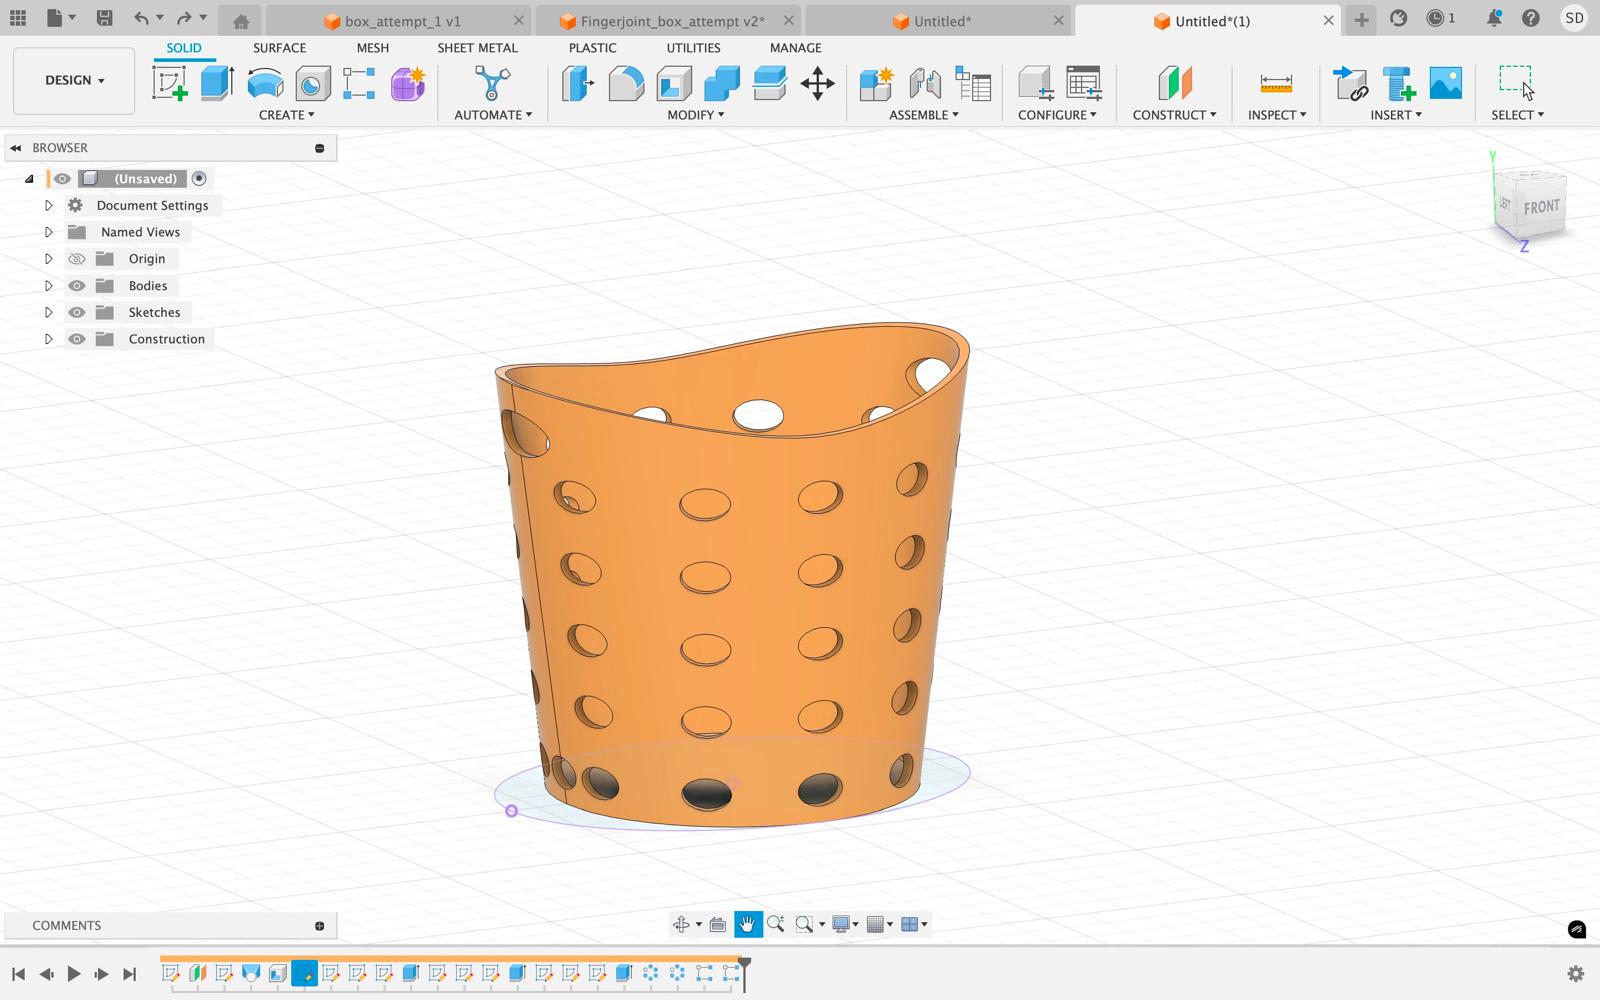 box_attempt_1 v1
Fingerjoint_box_attempt v2*
Untitled*
Untitled*(1)
1
SD
DESIGN
SOLID
SURFACE
MESH
SHEET METAL
PLASTIC
UTILITIES
MANAGE
CREATE
AUTOMATE
MODIFY
ASSEMBLE
CONFIGURE
CONSTRUCT
INSPECT
INSERT
SELECT
BROWSER
(Unsaved)
Document Settings
Named Views
Origin
Bodies
Sketches
Construction
Y
LEFT
FRONT
Z
COMMENTS